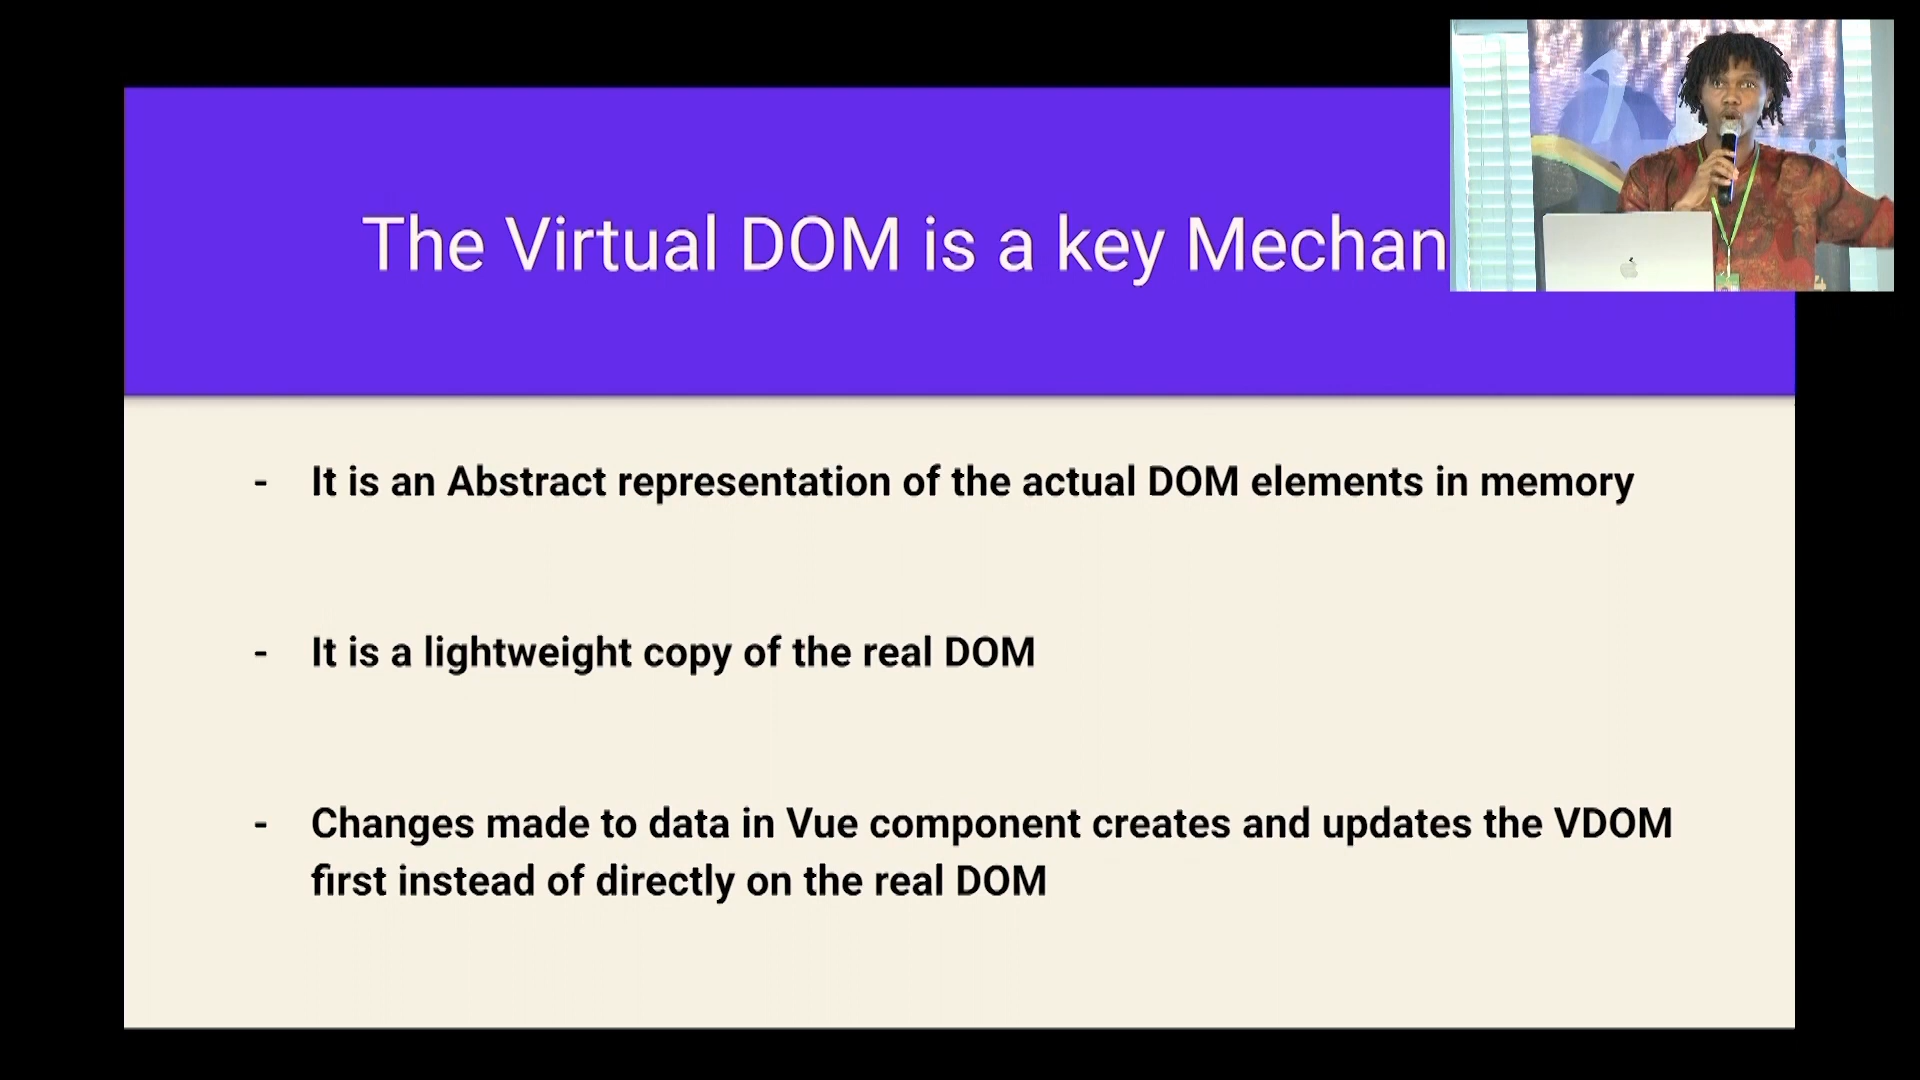 The Virtual DOM is a key Mechan
- It is an Abstract representation of the actual DOM elements in memory
- It is a lightweight copy of the real DOM
- Changes made to data in Vue component creates and updates the VDOM
first instead of directly on the real DOM